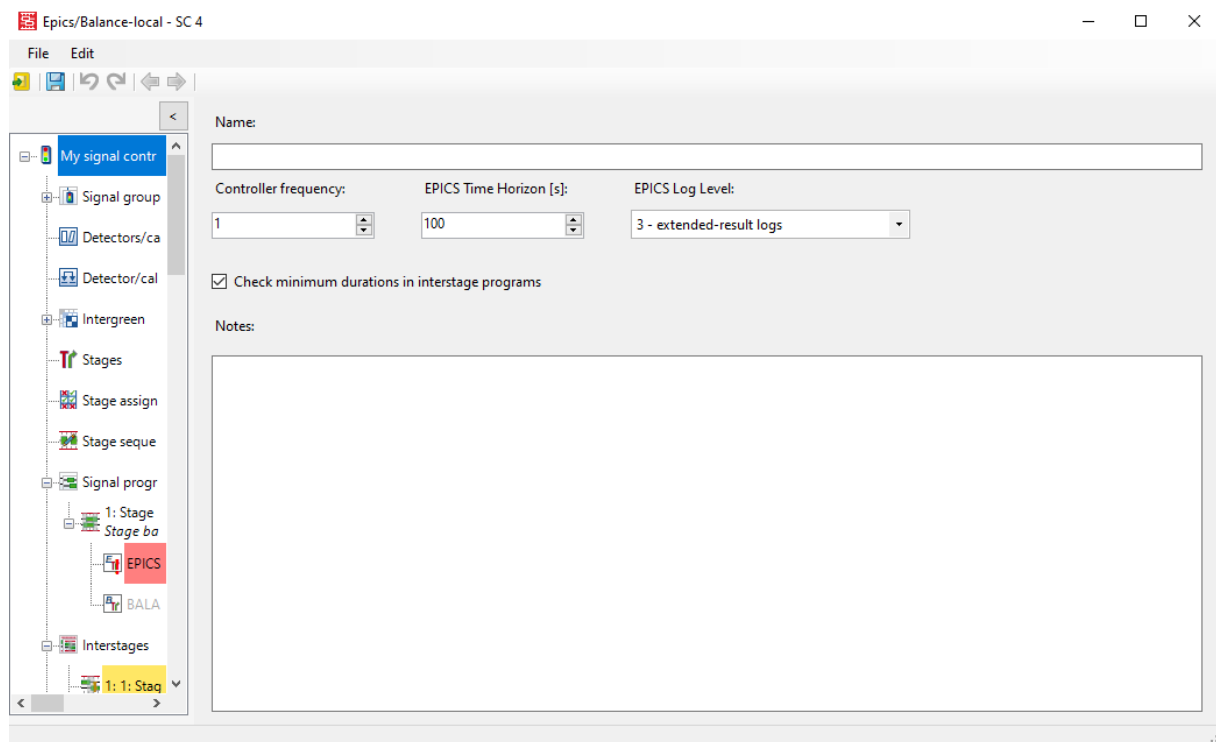 Epics/Balance-local - SC 4
File Edit
<
My signal contr
Signal group
Detectors/ca
Detector/cal
Intergreen
Stages
Stage assign
Stage seque
Signal progr
1: Stage
Stage ba
EPICS
BALA
Interstages
1: 1: Stag
Name:
Controller frequency: EPICS Time Horizon [s]: EPICS Log Level:
1 100 3 - extended-result logs
Check minimum durations in interstage programs
Notes: